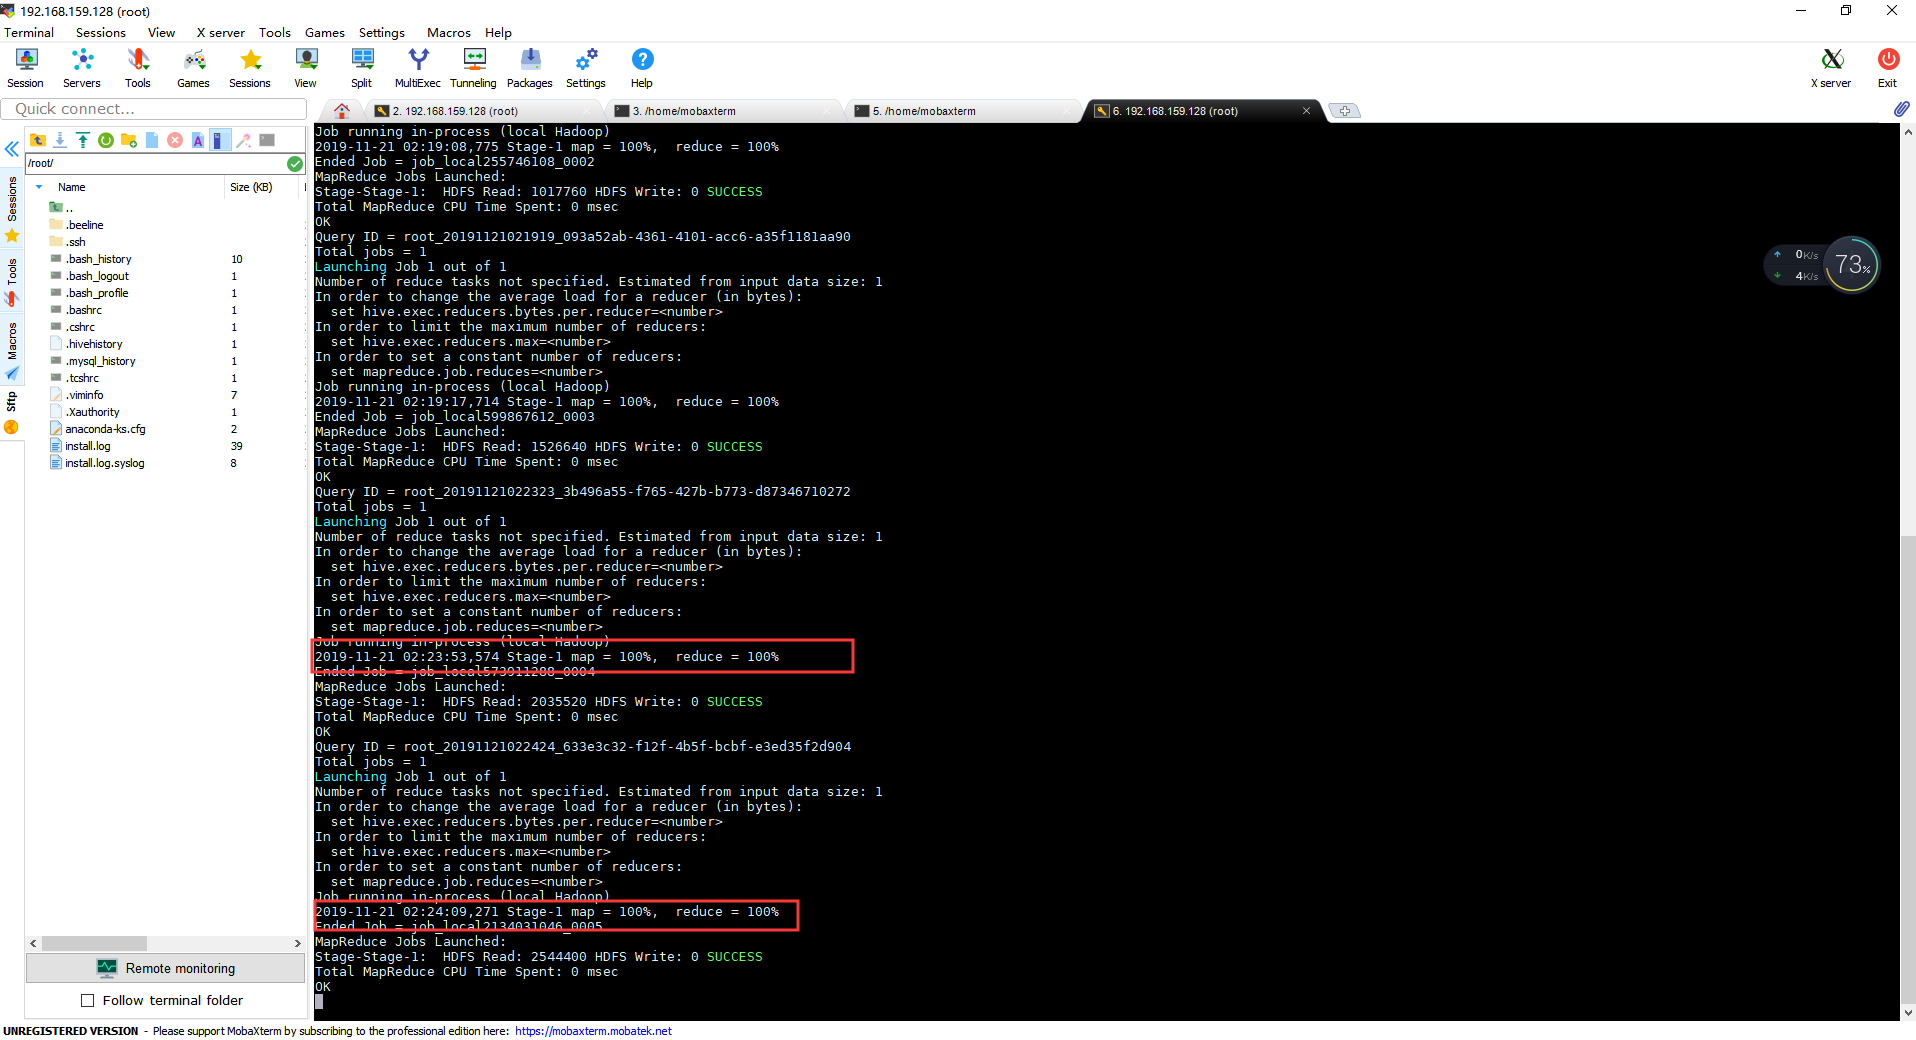 192.168.159.128 (root)
Terminal Sessions View X server Tools Games Settings Macros Help
Session Servers Tools Games Sessions View Split MultiExec Tunneling Packages Settings Help X server Exit
Quick connect...
2. 192.168.159.128 (root) 3. /home/mobaxterm 5. /home/mobaxterm 6. 192.168.159.128 (root)
Sessions
Tools
Macros
Sftp
/root/
Name Size (KB)
..
.beeline
.ssh
.bash_history 10
.bash_logout 1
.bash_profile 1
.bashrc 1
.cshrc 1
.hivehistory 1
.mysql_history 1
.tcshrc 1
.viminfo 7
.Xauthority 1
anaconda-ks.cfg 2
install.log 39
install.log.syslog 8
Remote monitoring
Follow terminal folder
Job running in-process (local Hadoop)
2019-11-21 02:19:08,775 Stage-1 map = 100%,  reduce = 100%
Ended Job = job_local255746108_0002
MapReduce Jobs Launched:
Stage-Stage-1:  HDFS Read: 1017760 HDFS Write: 0 SUCCESS
Total MapReduce CPU Time Spent: 0 msec
OK
Query ID = root_20191121021919_093a52ab-4361-4101-acc6-a35f1181aa90
Total jobs = 1
Launching Job 1 out of 1
Number of reduce tasks not specified. Estimated from input data size: 1
In order to change the average load for a reducer (in bytes):
  set hive.exec.reducers.bytes.per.reducer=<number>
In order to limit the maximum number of reducers:
  set hive.exec.reducers.max=<number>
In order to set a constant number of reducers:
  set mapreduce.job.reduces=<number>
Job running in-process (local Hadoop)
2019-11-21 02:19:17,714 Stage-1 map = 100%,  reduce = 100%
Ended Job = job_local599867612_0003
MapReduce Jobs Launched:
Stage-Stage-1:  HDFS Read: 1526640 HDFS Write: 0 SUCCESS
Total MapReduce CPU Time Spent: 0 msec
OK
Query ID = root_20191121022323_3b496a55-f765-427b-b773-d87346710272
Total jobs = 1
Launching Job 1 out of 1
Number of reduce tasks not specified. Estimated from input data size: 1
In order to change the average load for a reducer (in bytes):
  set hive.exec.reducers.bytes.per.reducer=<number>
In order to limit the maximum number of reducers:
  set hive.exec.reducers.max=<number>
In order to set a constant number of reducers:
  set mapreduce.job.reduces=<number>
Job running in-process (local Hadoop)
2019-11-21 02:23:53,574 Stage-1 map = 100%,  reduce = 100%
Ended Job = job_local573911288_0004
MapReduce Jobs Launched:
Stage-Stage-1:  HDFS Read: 2035520 HDFS Write: 0 SUCCESS
Total MapReduce CPU Time Spent: 0 msec
OK
Query ID = root_20191121022424_633e3c32-f12f-4b5f-bcbf-e3ed35f2d904
Total jobs = 1
Launching Job 1 out of 1
Number of reduce tasks not specified. Estimated from input data size: 1
In order to change the average load for a reducer (in bytes):
  set hive.exec.reducers.bytes.per.reducer=<number>
In order to limit the maximum number of reducers:
  set hive.exec.reducers.max=<number>
In order to set a constant number of reducers:
  set mapreduce.job.reduces=<number>
Job running in-process (local Hadoop)
2019-11-21 02:24:09,271 Stage-1 map = 100%,  reduce = 100%
Ended Job = job_local2134031046_0005
MapReduce Jobs Launched:
Stage-Stage-1:  HDFS Read: 2544400 HDFS Write: 0 SUCCESS
Total MapReduce CPU Time Spent: 0 msec
OK
0K/s
4K/s
73%
UNREGISTERED VERSION - Please support MobaXterm by subscribing to the professional edition here: https://mobaxterm.mobatek.net